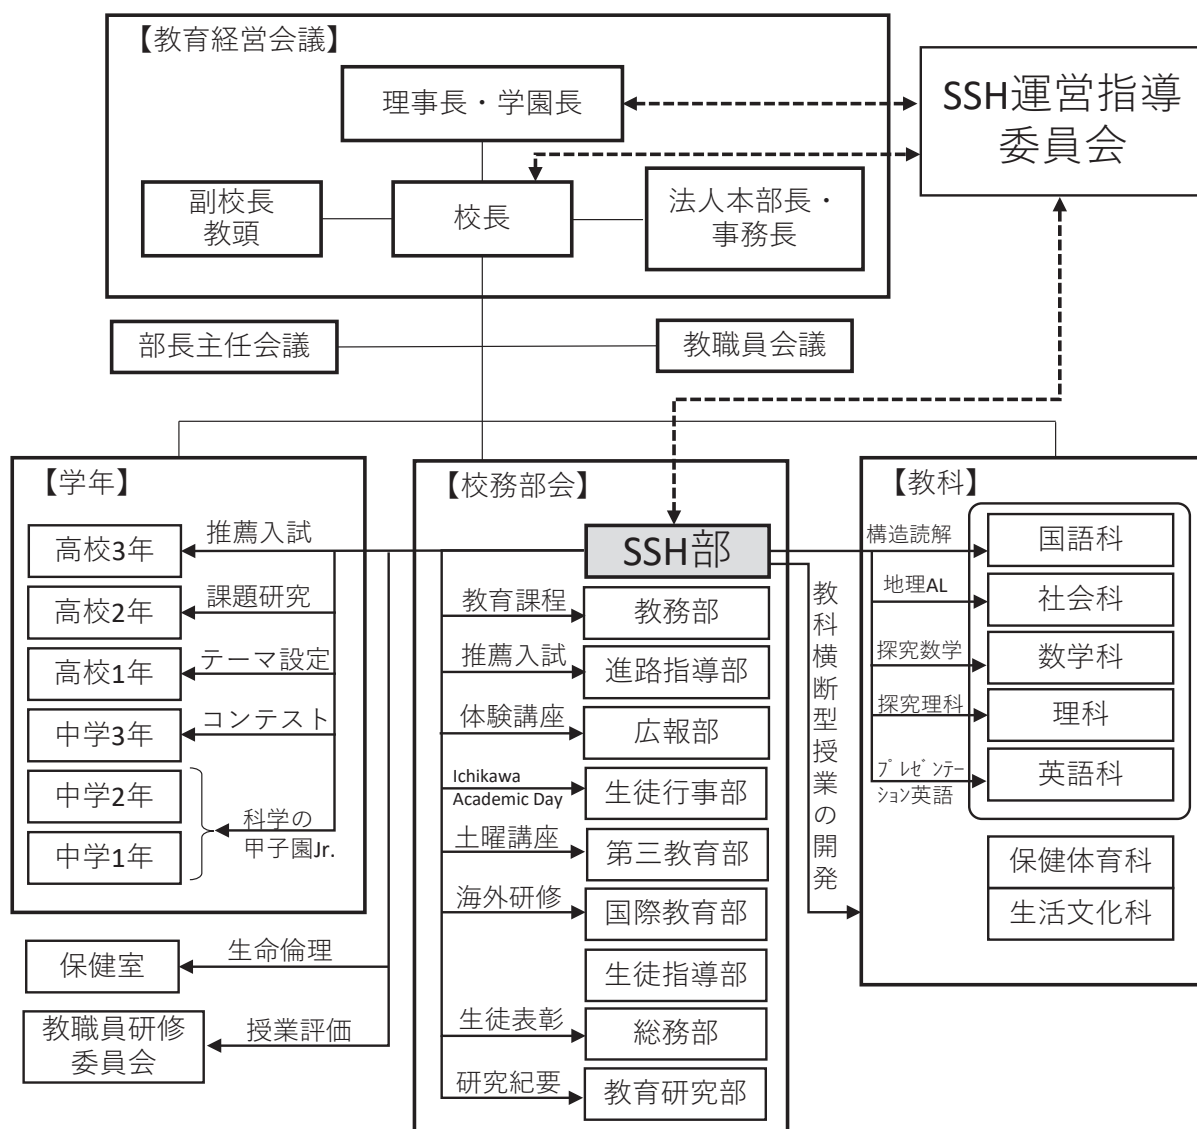 【教育経営会議】
理事長・学園長
SSH運営指導
委員会
副校長
教頭
校長
法人本部長・
事務長
部長主任会議
教職員会議
【学年】
高校3年
推薦入試
高校2年
課題研究
高校1年
テーマ設定
中学3年
コンテスト
中学2年
中学1年
科学の
甲子園Jr.
保健室
生命倫理
教職員研修
委員会
授業評価
【校務部会】
SSH部
教育課程
教務部
推薦入試
進路指導部
体験講座
広報部
Ichikawa
Academic Day
生徒行事部
土曜講座
第三教育部
海外研修
国際教育部
生徒指導部
生徒表彰
総務部
研究紀要
教育研究部
教科横断型授業の開発
【教科】
構造読解
国語科
地理AL
社会科
探究数学
数学科
探究理科
理科
プレゼンテー
ション英語
英語科
保健体育科
生活文化科